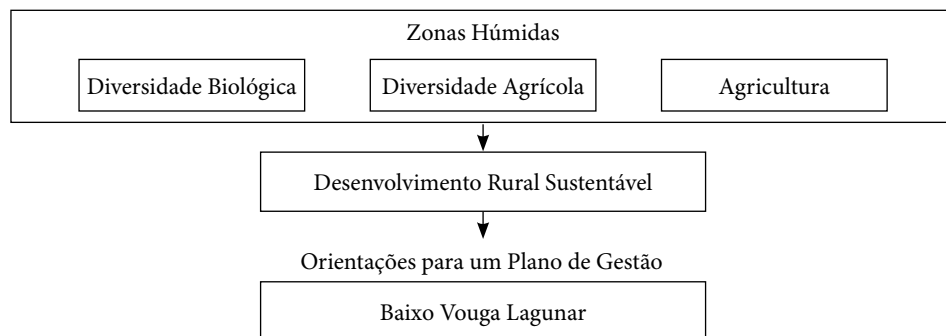 Zonas Húmidas
Diversidade Biológica
Diversidade Agrícola
Agricultura
Desenvolvimento Rural Sustentável
Orientações para um Plano de Gestão
Baixo Vouga Lagunar